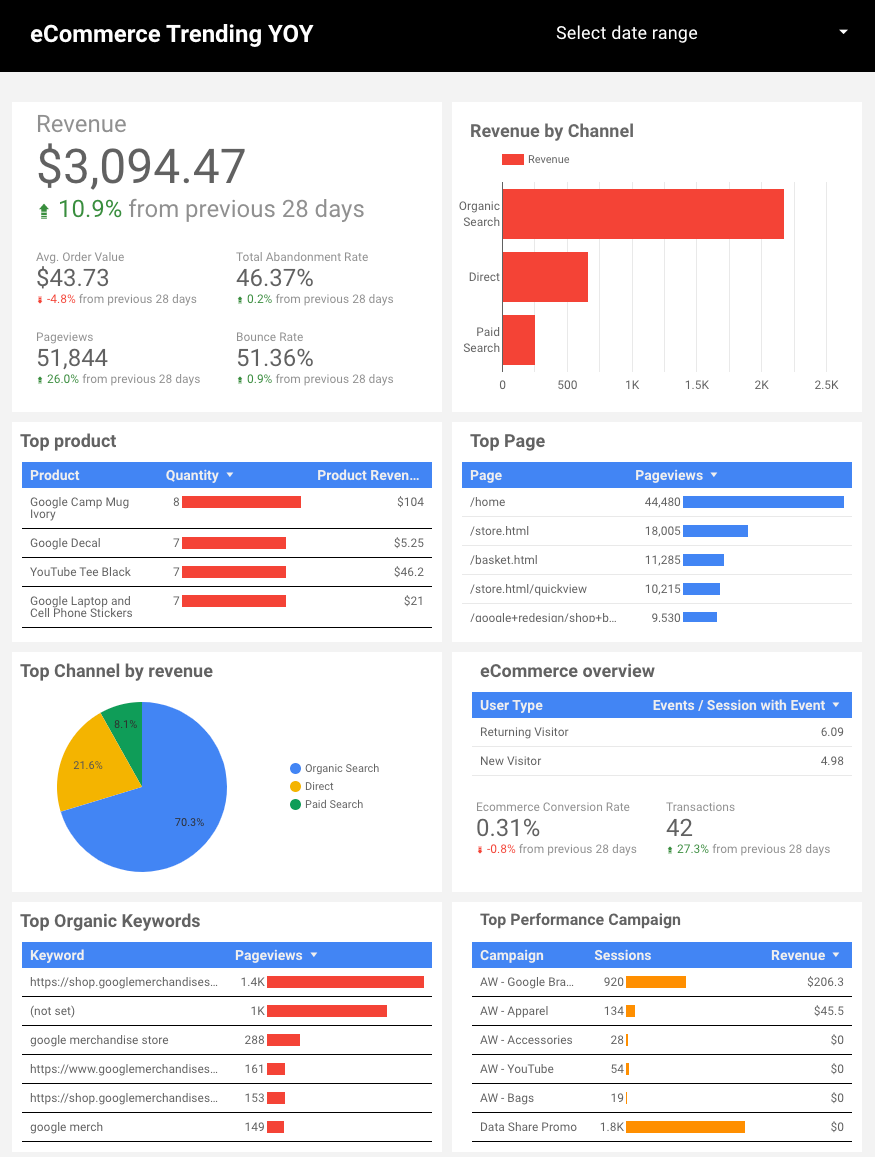 eCommerce Trending YOY
Select date range
Revenue
$3,094.47
10.9% from previous 28 days
Avg. Order Value
$43.73
-4.8% from previous 28 days
Total Abandonment Rate
46.37%
0.2% from previous 28 days
Pageviews
51,844
26.0% from previous 28 days
Bounce Rate
51.36%
0.9% from previous 28 days
Revenue by Channel
Revenue
Organic
Search
Direct
Paid
Search
0 500 1K 1.5K 2K 2.5K
Top product
Product Quantity Product Reven...
Google Camp Mug 8 $104
Ivory
Google Decal 7 $5.25
YouTube Tee Black 7 $46.2
Google Laptop and 7 $21
Cell Phone Stickers
Top Page
Page Pageviews
/home 44,480
/store.html 18,005
/basket.html 11,285
/store.html/quickview 10,215
/google+redesign/shop+b... 9,530
Top Channel by revenue
8.1%
21.6%
70.3%
Organic Search
Direct
Paid Search
eCommerce overview
User Type Events / Session with Event
Returning Visitor 6.09
New Visitor 4.98
Ecommerce Conversion Rate
0.31%
-0.8% from previous 28 days
Transactions
42
27.3% from previous 28 days
Top Organic Keywords
Keyword Pageviews
https://shop.googlemerchandises... 1.4K
(not set) 1K
google merchandise store 288
https://www.googlemerchandises... 161
https://shop.googlemerchandises... 153
google merch 149
Top Performance Campaign
Campaign Sessions Revenue
AW - Google Bra... 920 $206.3
AW - Apparel 134 $45.5
AW - Accessories 28 $0
AW - YouTube 54 $0
AW - Bags 19 $0
Data Share Promo 1.8K $0